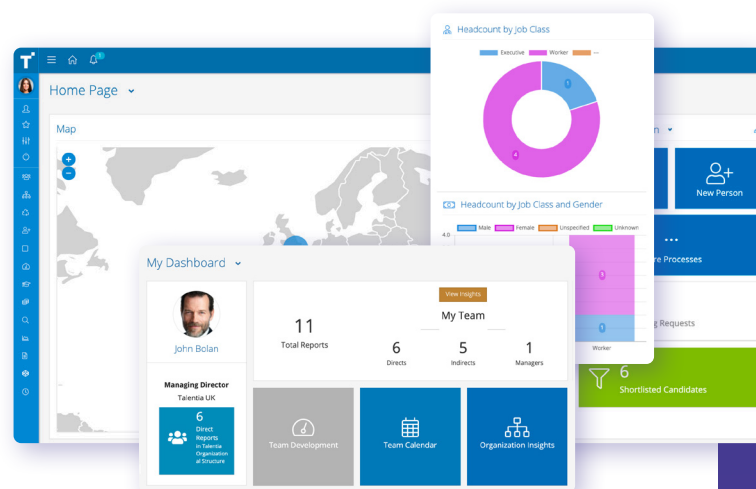 Headcount by Job Class
Executive Worker ---
1
4
Headcount by Job Class and Gender
Male Female Unspecified Unknown
4.0
Worker
T
1
Home Page
Map
+
−
New Person
...
re Processes
g Requests
6
Shortlisted Candidates
My Dashboard
John Bolan
Managing Director
Talentia UK
6
Direct
Reports
in Talentia
Organization
al Structure
11
Total Reports
View Insights
My Team
6 5 1
Directs Indirects Managers
Team Development
Team Calendar
Organization Insights